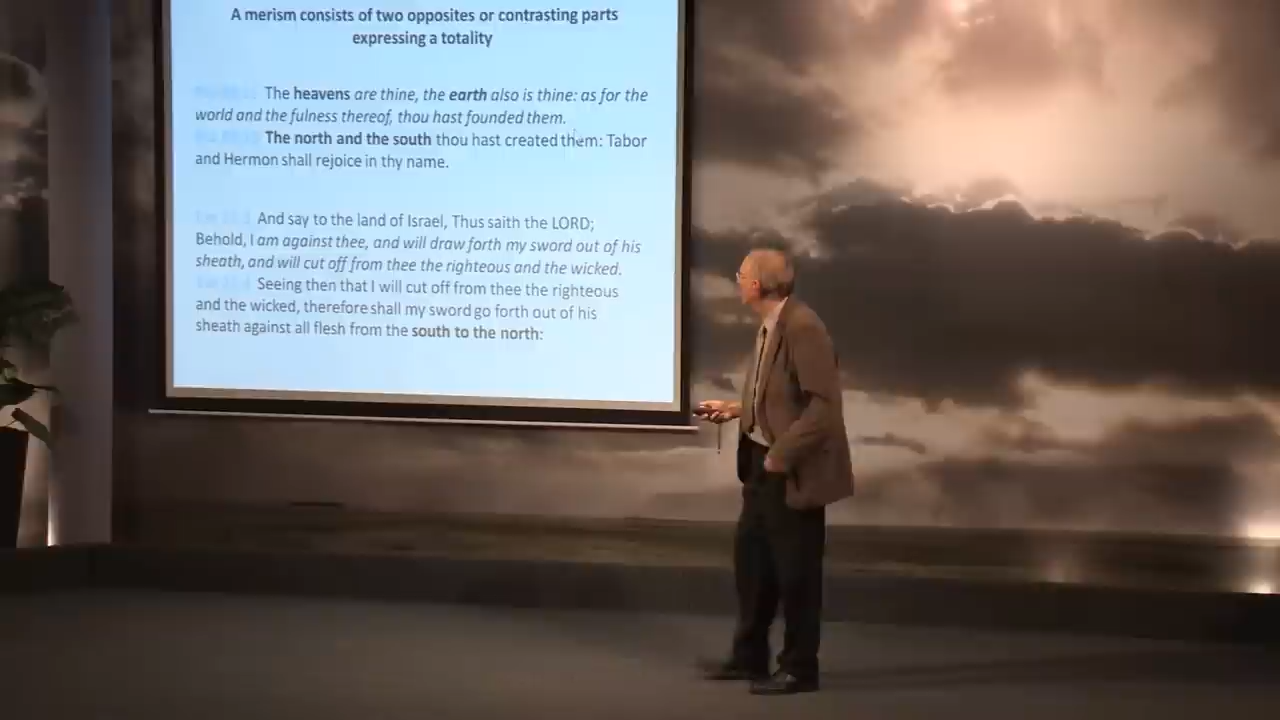 A merism consists of two opposites or contrasting parts
expressing a totality
The heavens are thine, the earth also is thine: as for the
world and the fulness thereof, thou hast founded them.
The north and the south thou hast created them: Tabor
and Hermon shall rejoice in thy name.
And say to the land of Israel, Thus saith the LORD;
Behold, I am against thee, and will draw forth my sword out of his
sheath, and will cut off from thee the righteous and the wicked.
Seeing then that I will cut off from thee the righteous
and the wicked, therefore shall my sword go forth out of his
sheath against all flesh from the south to the north: